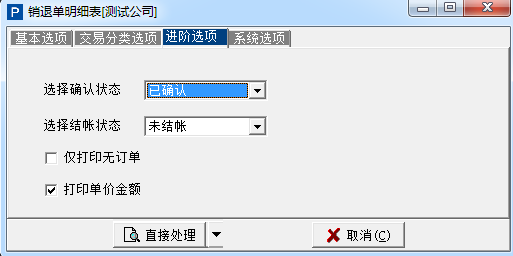 P 销退单明细表[测试公司]
基本选项 交易分类选项 进阶选项 系统选项
选择确认状态 已确认
选择结帐状态 未结帐
仅打印无订单
打印单价金额
直接处理 取消(C)